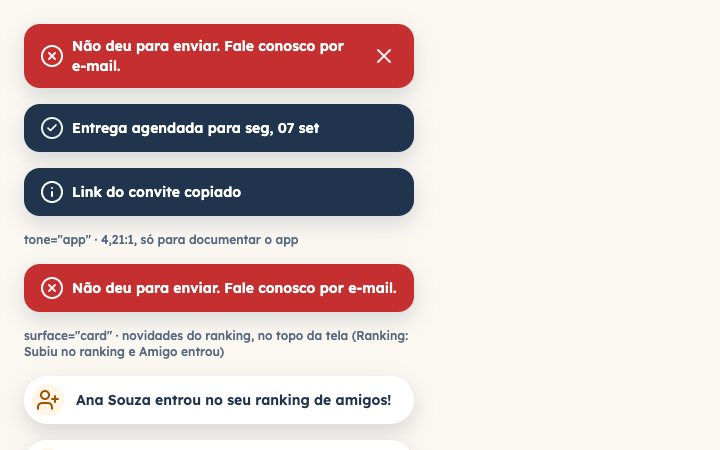 Não deu para enviar. Fale conosco por
e-mail.
Entrega agendada para seg, 07 set
Link do convite copiado
tone="app" · 4,21:1, só para documentar o app
Não deu para enviar. Fale conosco por e-mail.
surface="card" · novidades do ranking, no topo da tela (Ranking:
Subiu no ranking e Amigo entrou)
Ana Souza entrou no seu ranking de amigos!